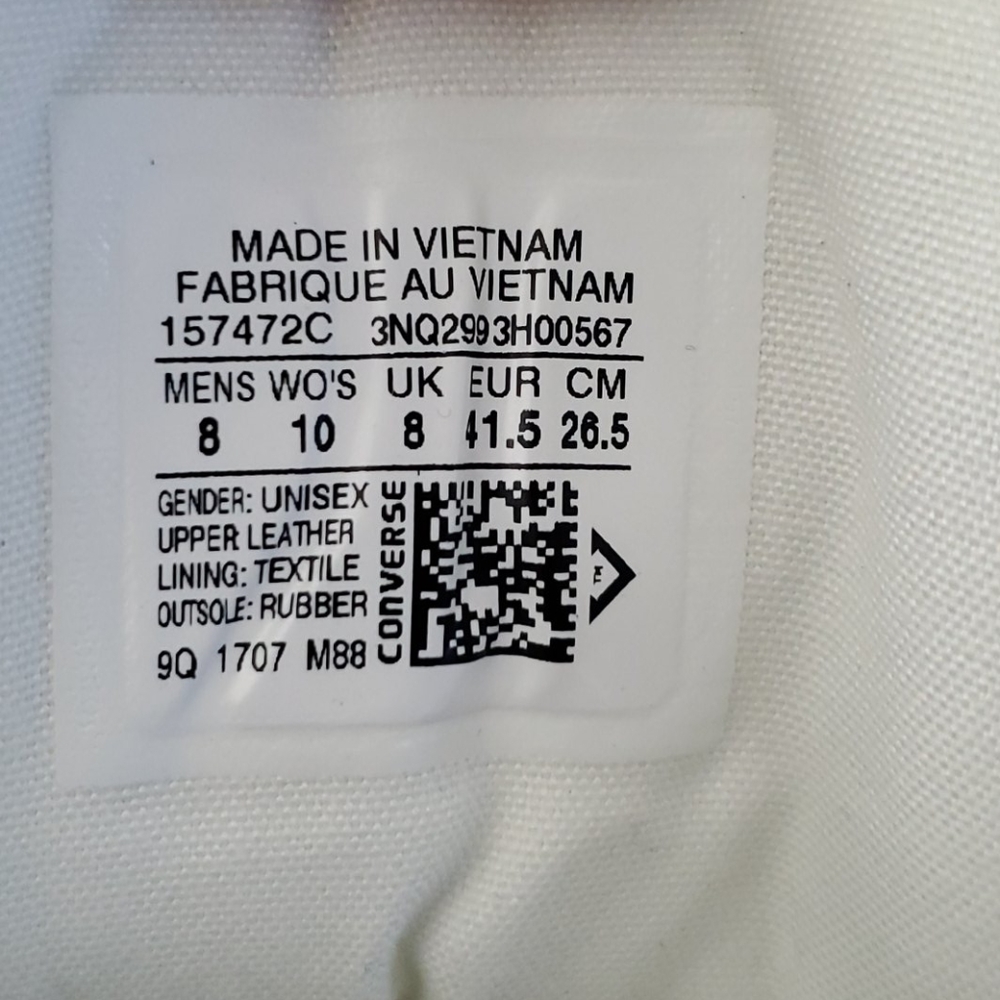 MADE IN VIETNAM
FABRIQUE AU VIETNAM
157472C 3NQ2993H00567
MENS WO'S UK EUR CM
8 10 8 41.5 26.5
GENDER: UNISEX
UPPER LEATHER
LINING: TEXTILE
OUTSOLE: RUBBER
9Q 1707 M88
CONVERSE
TM